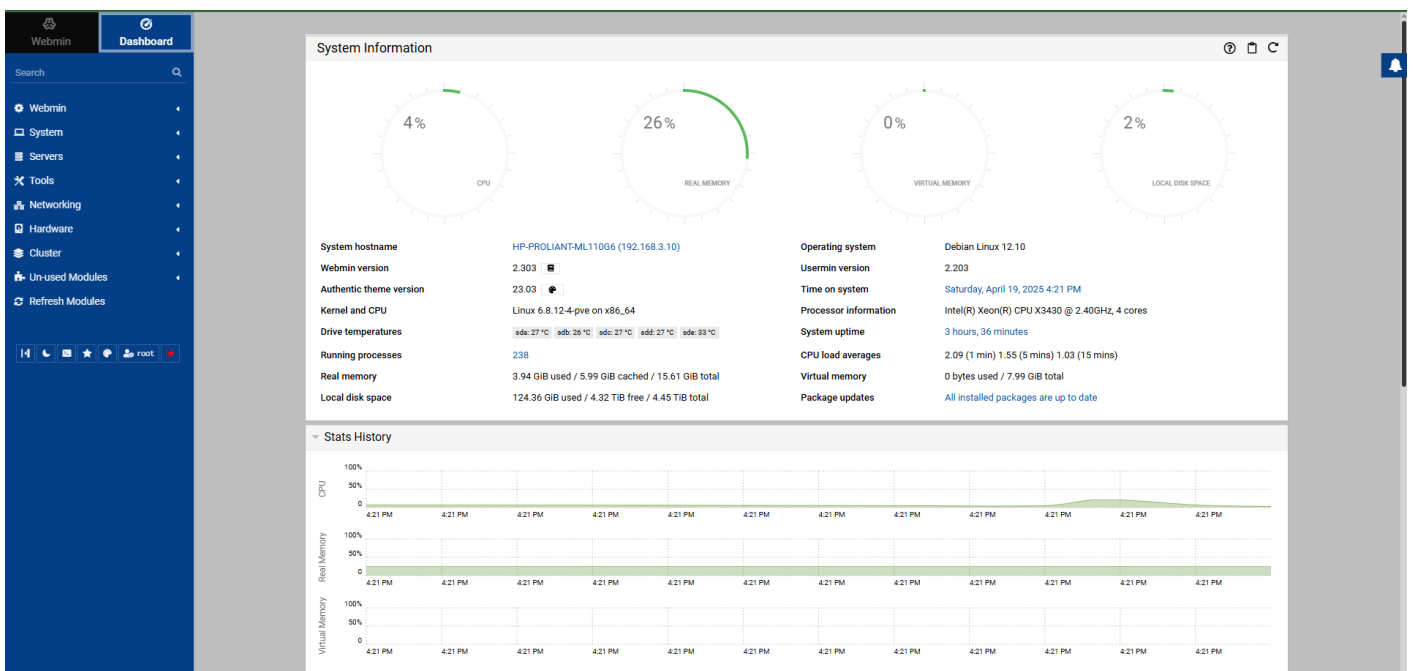 Webmin
Dashboard
Search
Webmin
System
Servers
Tools
Networking
Hardware
Cluster
Un-used Modules
Refresh Modules
root
System Information
4%
CPU
26%
REAL MEMORY
0%
VIRTUAL MEMORY
2%
LOCAL DISK SPACE
System hostname HP-PROLIANT-ML110G6 (192.168.3.10) Operating system Debian Linux 12.10
Webmin version 2.303 Usermin version 2.203
Authentic theme version 23.03 Time on system Saturday, April 19, 2025 4:21 PM
Kernel and CPU Linux 6.8.12-4-pve on x86_64 Processor information Intel(R) Xeon(R) CPU X3430 @ 2.40GHz, 4 cores
Drive temperatures sda: 27 °C sdb: 26 °C sdc: 27 °C sdd: 27 °C sde: 33 °C System uptime 3 hours, 36 minutes
Running processes 238 CPU load averages 2.09 (1 min) 1.55 (5 mins) 1.03 (15 mins)
Real memory 3.94 GiB used / 5.99 GiB cached / 15.61 GiB total Virtual memory 0 bytes used / 7.99 GiB total
Local disk space 124.36 GiB used / 4.32 TiB free / 4.45 TiB total Package updates All installed packages are up to date
Stats History
CPU
100%
50%
0
4:21 PM 4:21 PM 4:21 PM 4:21 PM 4:21 PM 4:21 PM 4:21 PM 4:21 PM 4:21 PM 4:21 PM 4:21 PM 4:21 PM
Real Memory
100%
50%
0
4:21 PM 4:21 PM 4:21 PM 4:21 PM 4:21 PM 4:21 PM 4:21 PM 4:21 PM 4:21 PM 4:21 PM 4:21 PM 4:21 PM
Virtual Memory
100%
50%
0
4:21 PM 4:21 PM 4:21 PM 4:21 PM 4:21 PM 4:21 PM 4:21 PM 4:21 PM 4:21 PM 4:21 PM 4:21 PM 4:21 PM